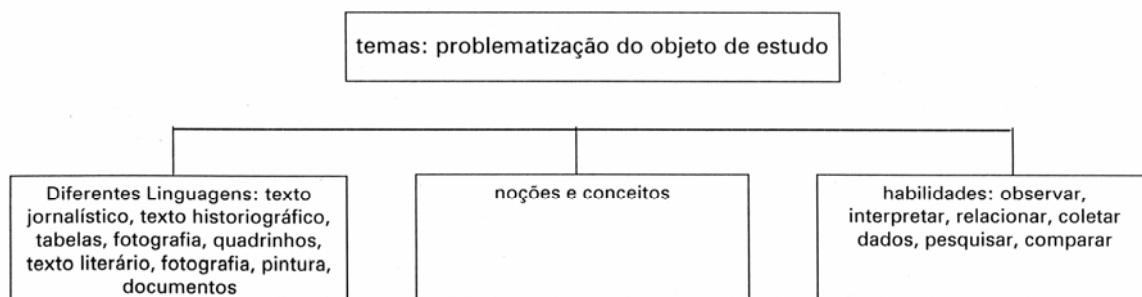 temas: problematização do objeto de estudo
Diferentes Linguagens: texto
jornalístico, texto historiográfico,
tabelas, fotografia, quadrinhos,
texto literário, fotografia, pintura,
documentos
noções e conceitos
habilidades: observar,
interpretar, relacionar, coletar
dados, pesquisar, comparar